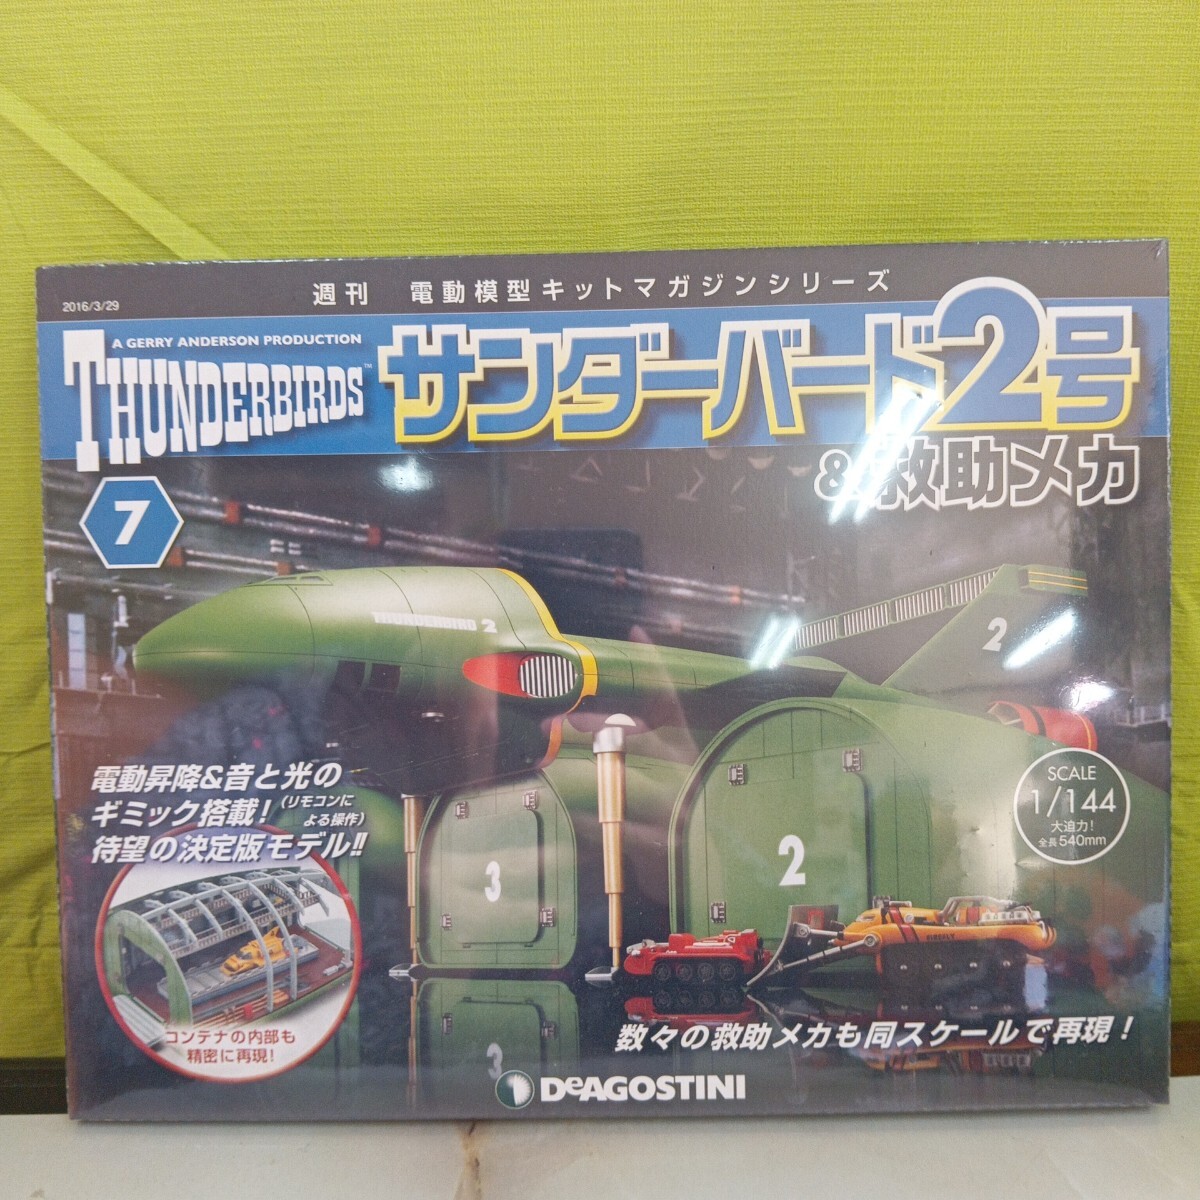 週刊 電動模型キットマガジンシリーズ
2016/3/29
A GERRY ANDERSON PRODUCTION
THUNDERBIRDS™
サンダーバード2号
&救助メカ
7
THUNDERBIRD 2
2
電動昇降&音と光の
ギミック搭載!(リモコンによる操作)
待望の決定版モデル!!
SCALE
1/144
大迫力!
全長540mm
3
2
FIREFLY
コンテナの内部も
精密に再現!
数々の救助メカも同スケールで再現!
3
DeAGOSTINI